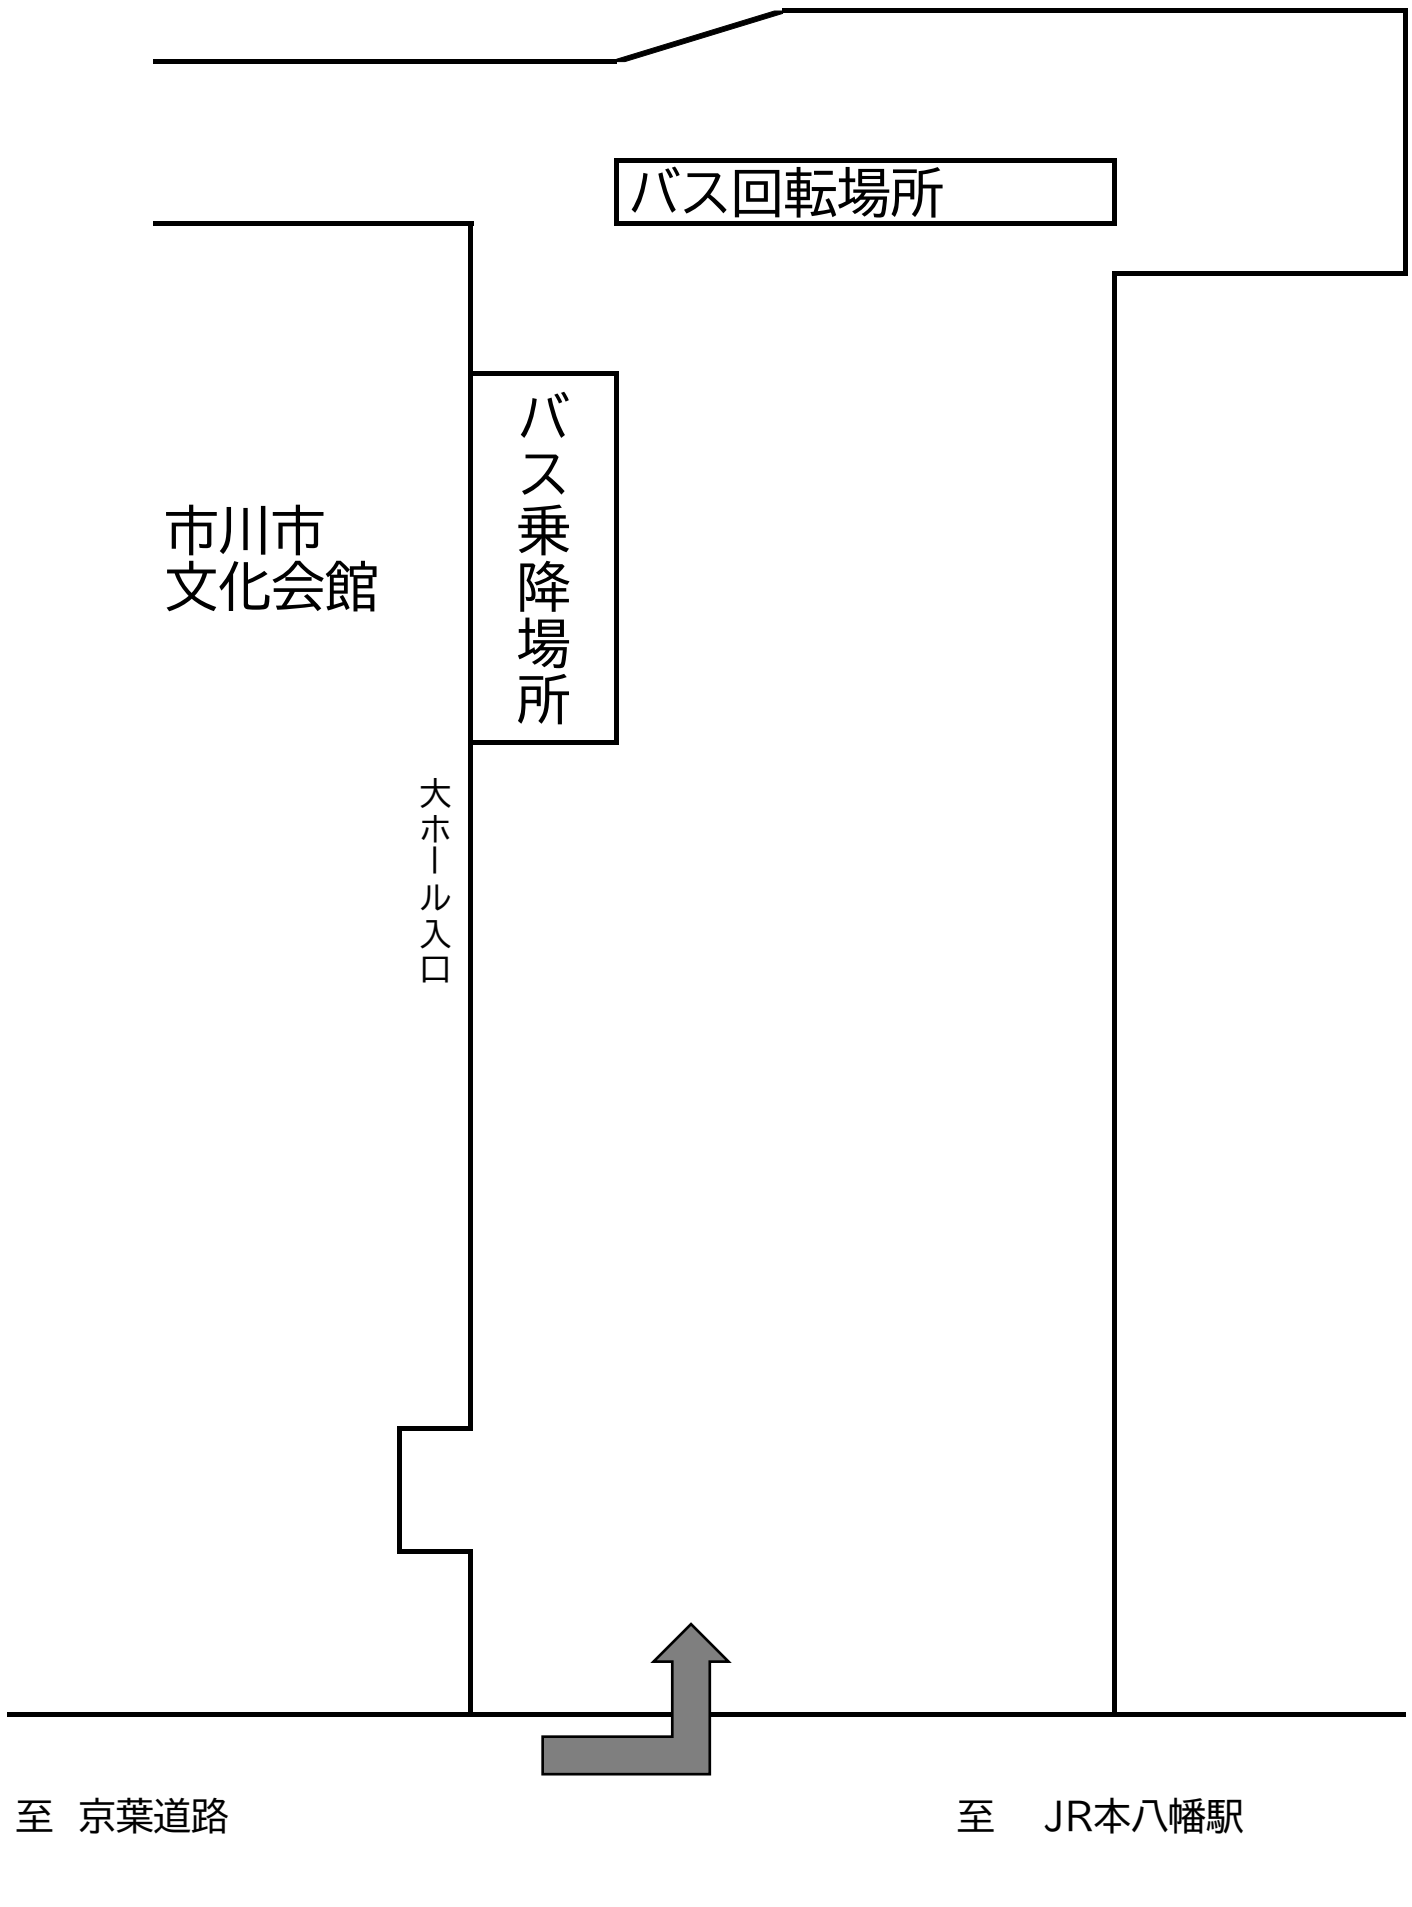 バス回転場所
バス乗降場所
市川市
文化会館
大ホール入口
至 京葉道路
至 JR本八幡駅